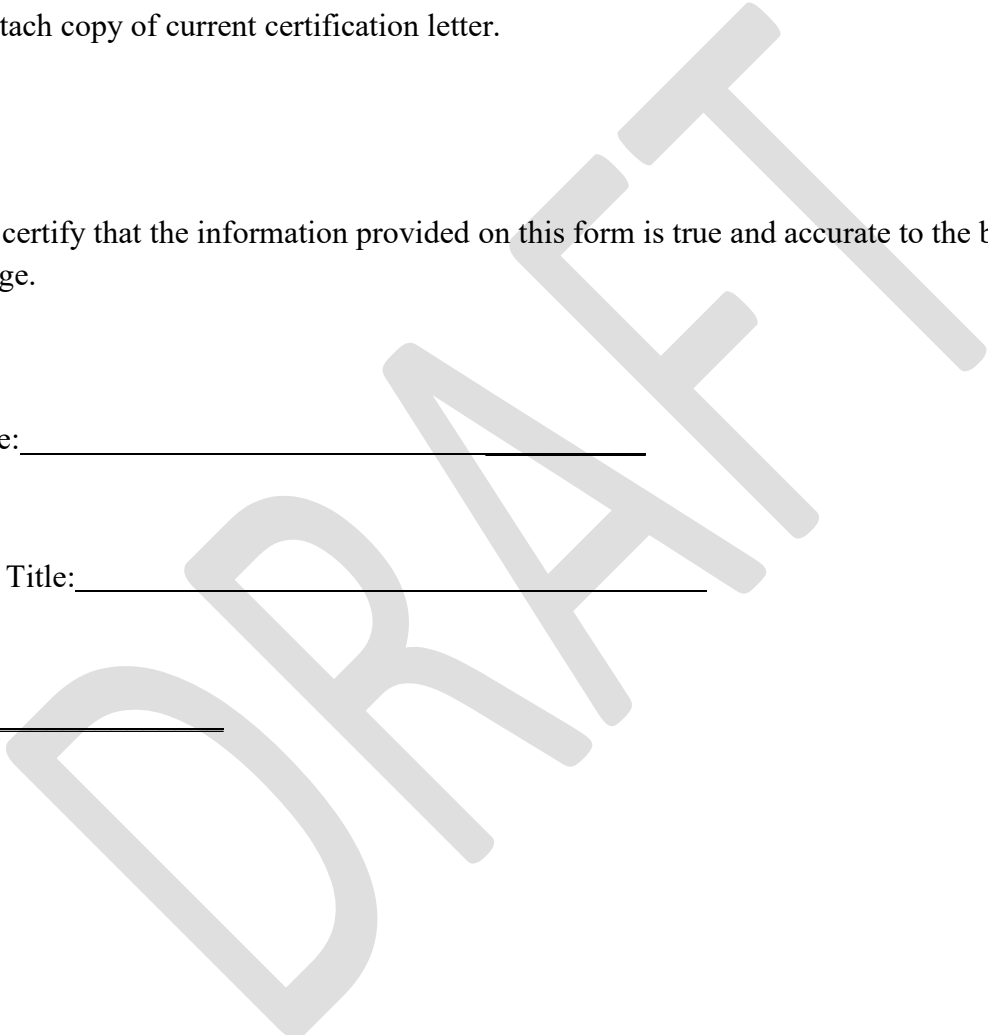 tach copy of current certification letter.
certify that the information provided on this form is true and accurate to the b
ge.
e:
Title:
DRAFT